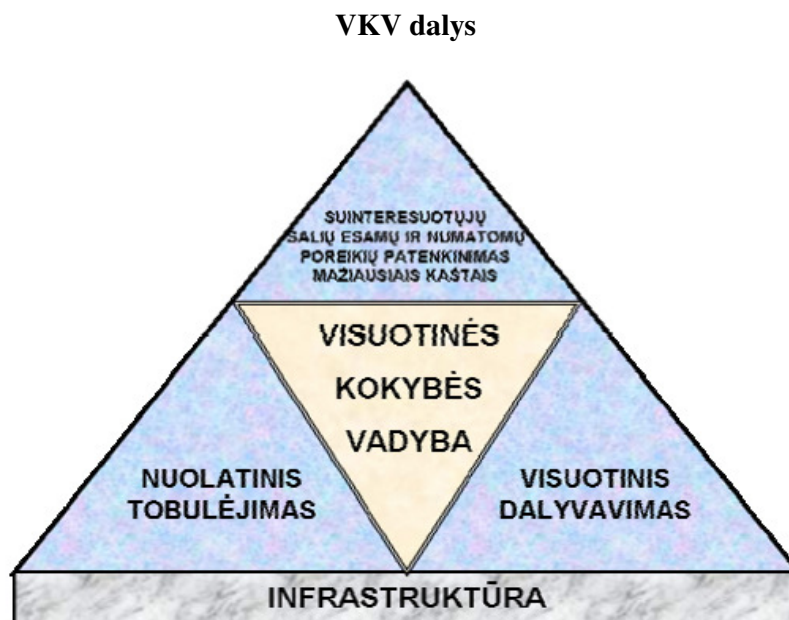 VKV dalys
SUINTERESUOTŲJŲ
ŠALIŲ ESAMŲ IR NUMATOMŲ
POREIKIŲ PATENKINIMAS
MAŽIAUSIAIS KAŠTAIS
VISUOTINĖS
KOKYBĖS
VADYBA
NUOLATINIS
TOBULĖJIMAS
VISUOTINIS
DALYVAVIMAS
INFRASTRUKTŪRA